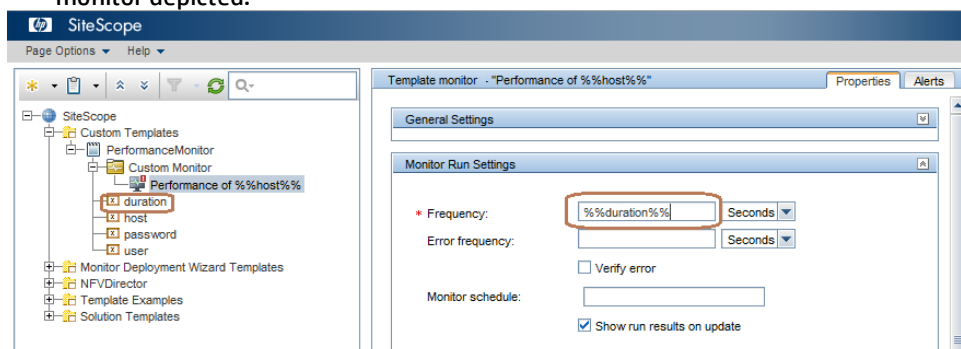 monitor depicted.
SiteScope
Page Options Help
Template monitor - "Performance of %%host%%"
Properties Alerts
SiteScope
Custom Templates
PerformanceMonitor
Custom Monitor
Performance of %%host%%
duration
host
password
user
Monitor Deployment Wizard Templates
NFVDirector
Template Examples
Solution Templates
General Settings
Monitor Run Settings
* Frequency: %%duration%% Seconds
Error frequency: Seconds
Verify error
Monitor schedule:
Show run results on update